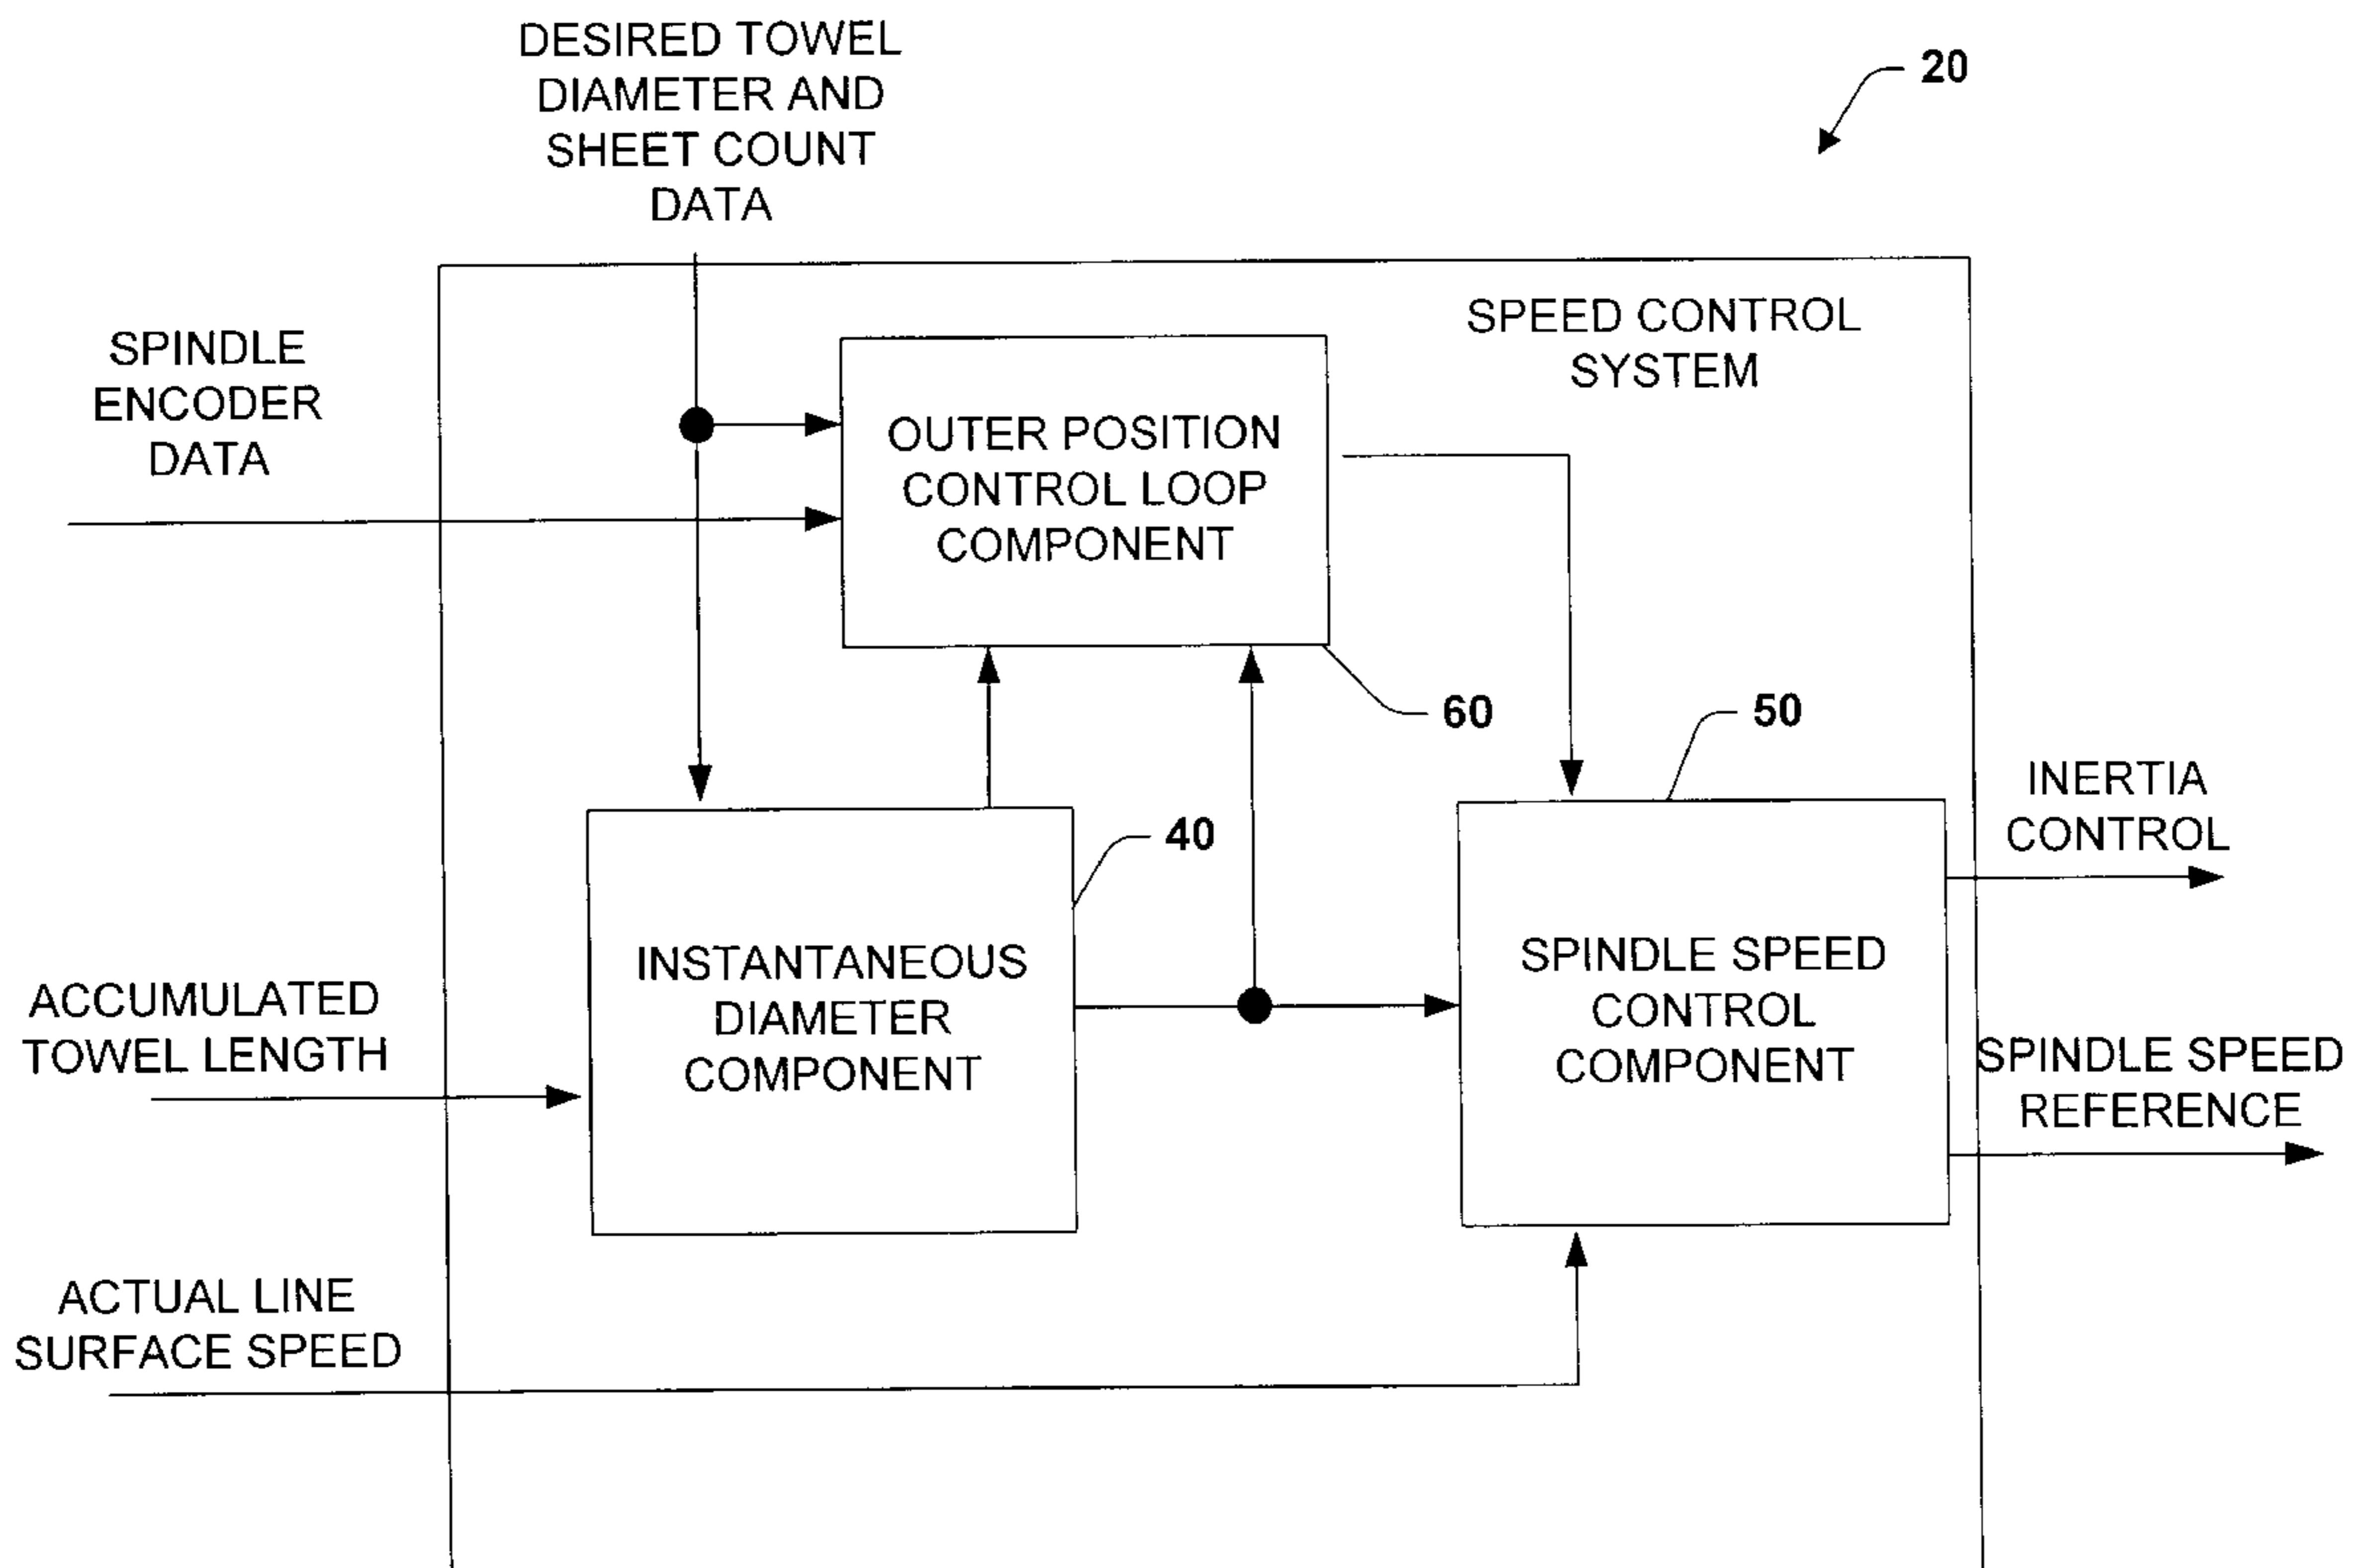 DESIRED TOWEL
DIAMETER AND
SHEET COUNT
DATA
20
SPINDLE
ENCODER
DATA
SPEED CONTROL
SYSTEM
OUTER POSITION
CONTROL LOOP
COMPONENT
60
50
40
INERTIA
CONTROL
INSTANTANEOUS
DIAMETER
COMPONENT
SPINDLE SPEED
CONTROL
COMPONENT
ACCUMULATED
TOWEL LENGTH
SPINDLE SPEED
REFERENCE
ACTUAL LINE
SURFACE SPEED